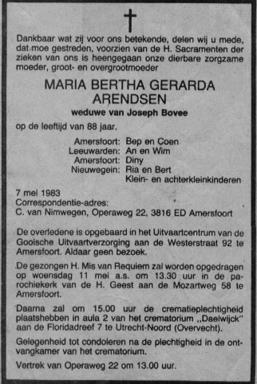 Dankbaar wat zij voor ons betekende, delen wij u mede,
dat moe gestreden, voorzien van de H. Sacramenten der
zieken van ons is heengegaan onze dierbare zorgzame
moeder, groot- en overgrootmoeder
MARIA BERTHA GERARDA
ARENDSEN
weduwe van Joseph Bovee
op de leeftijd van 88 jaar.
Amersfoort: Bep en Coen
Leeuwarden: An en Wim
Amersfoort: Diny
Nieuwegein: Ria en Bert
Klein- en achterkleinkinderen
7 mei 1983
Correspondentie-adres:
C. van Nimwegen, Operaweg 22, 3816 ED Amersfoort
De overledene is opgebaard in het Uitvaartcentrum van de
Gooische Uitvaartverzorging aan de Westerstraat 92 te
Amersfoort. Aldaar geen bezoek.
De gezongen H. Mis van Requiem zal worden opgedragen
op woensdag 11 mei a.s. om 13.30 uur in de pa-
rochiekerk van de H. Geest aan de Mozartweg 58 te
Amersfoort.
Daarna zal om 15.00 uur de crematieplechtigheid
plaatshebben in aula 2 van het crematorium „Daelwijck”
aan de Floridadreef 7 te Utrecht-Noord (Overvecht).
Gelegenheid tot condoleren na de plechtigheid in de ont-
vangkamer van het crematorium.
Vertrek van Operaweg 22 om 13.00 uur.